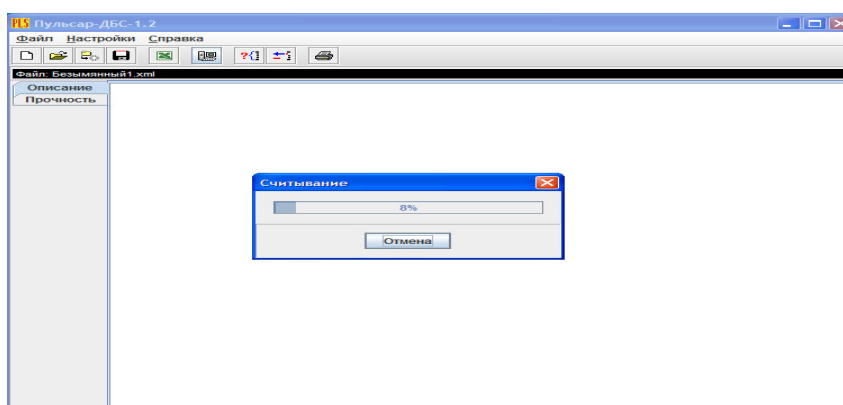 PLS Пульсар-ДБС-1.2
Файл Настройки Справка
?{} {
Файл: Безымянный1.xml
Описание
Прочность
Считывание
8%
Отмена